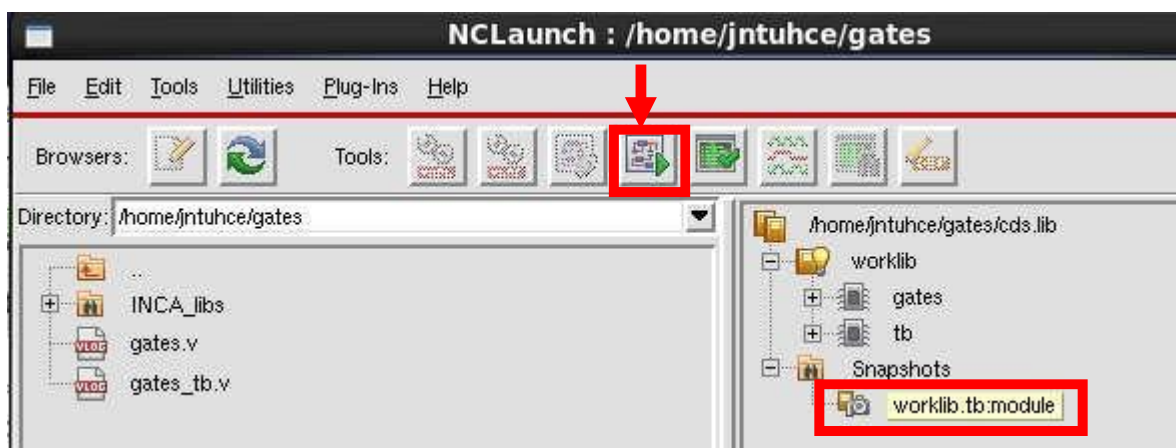 NCLaunch : /home/jntuhce/gates
File Edit Tools Utilities Plug-Ins Help
Browsers: Tools:
Directory: /home/jntuhce/gates
..
INCA_libs
gates.v
gates_tb.v
/home/jntuhce/gates/cds.lib
worklib
gates
tb
Snapshots
worklib.tb:module